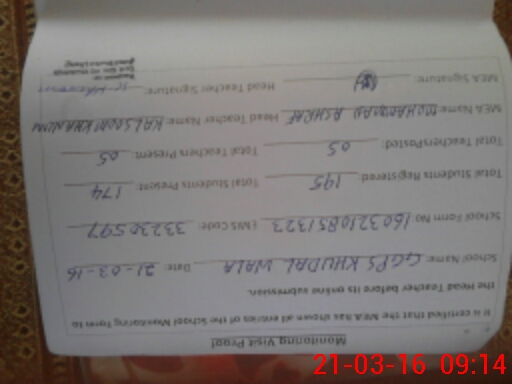 Monitoring Visit Proof
It is certified that the MEA has shown all entries of the School Monitoring Form to
the Head Teacher before its online submission.
School Name: GGPS KHUDAL WALA Date: 21-03-16
School Form No 1603210851323 EMIS Code: 33230597
Total Students Registered 195 Total Students Present: 174
Total Teachers Posted: 05 Total Teachers Present: 05
MEA Name: MUHAMMAD ASHRAF Head Teacher Name: KALSOOM KHANUM
MEA Signature: Head Teacher Signature:
21-03-16 09:14